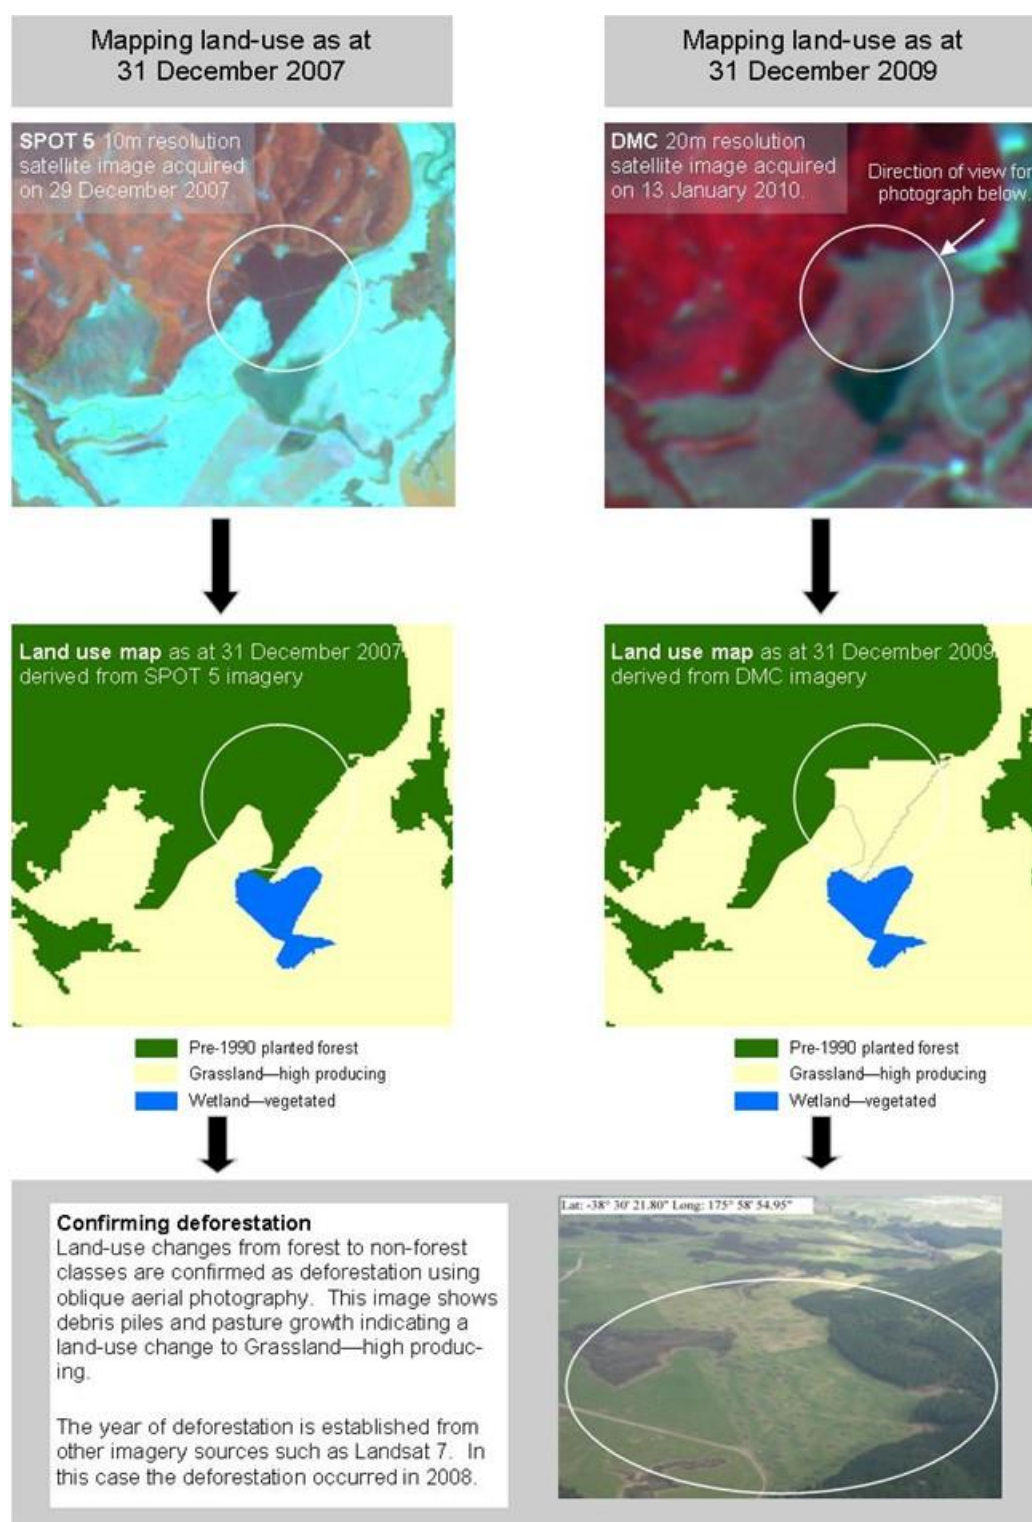 Mapping land-use as at
31 December 2007
Mapping land-use as at
31 December 2009
SPOT 5 10m resolution
satellite image acquired
on 29 December 2007.
DMC 20m resolution
satellite image acquired
on 13 January 2010.
Direction of view for
photograph below.
Land use map as at 31 December 2007
derived from SPOT 5 imagery
Land use map as at 31 December 2009
derived from DMC imagery
Pre-1990 planted forest
Grassland—high producing
Wetland—vegetated
Pre-1990 planted forest
Grassland—high producing
Wetland—vegetated
Confirming deforestation
Land-use changes from forest to non-forest
classes are confirmed as deforestation using
oblique aerial photography.  This image shows
debris piles and pasture growth indicating a
land-use change to Grassland—high produc-
ing.
The year of deforestation is established from
other imagery sources such as Landsat 7.  In
this case the deforestation occurred in 2008.
Lat: -38° 30' 21.80" Long: 175° 58' 54.95"